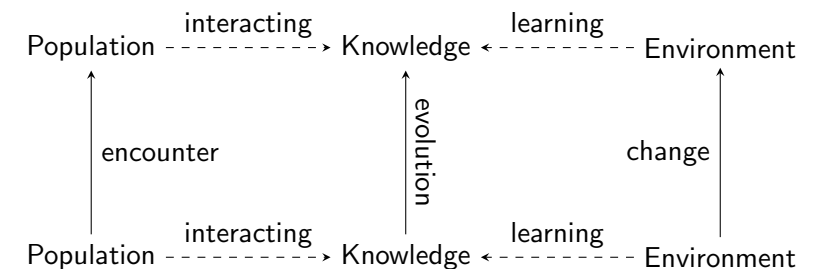 interacting learning
Population Knowledge Environment
encounter evolution change
interacting learning
Population Knowledge Environment